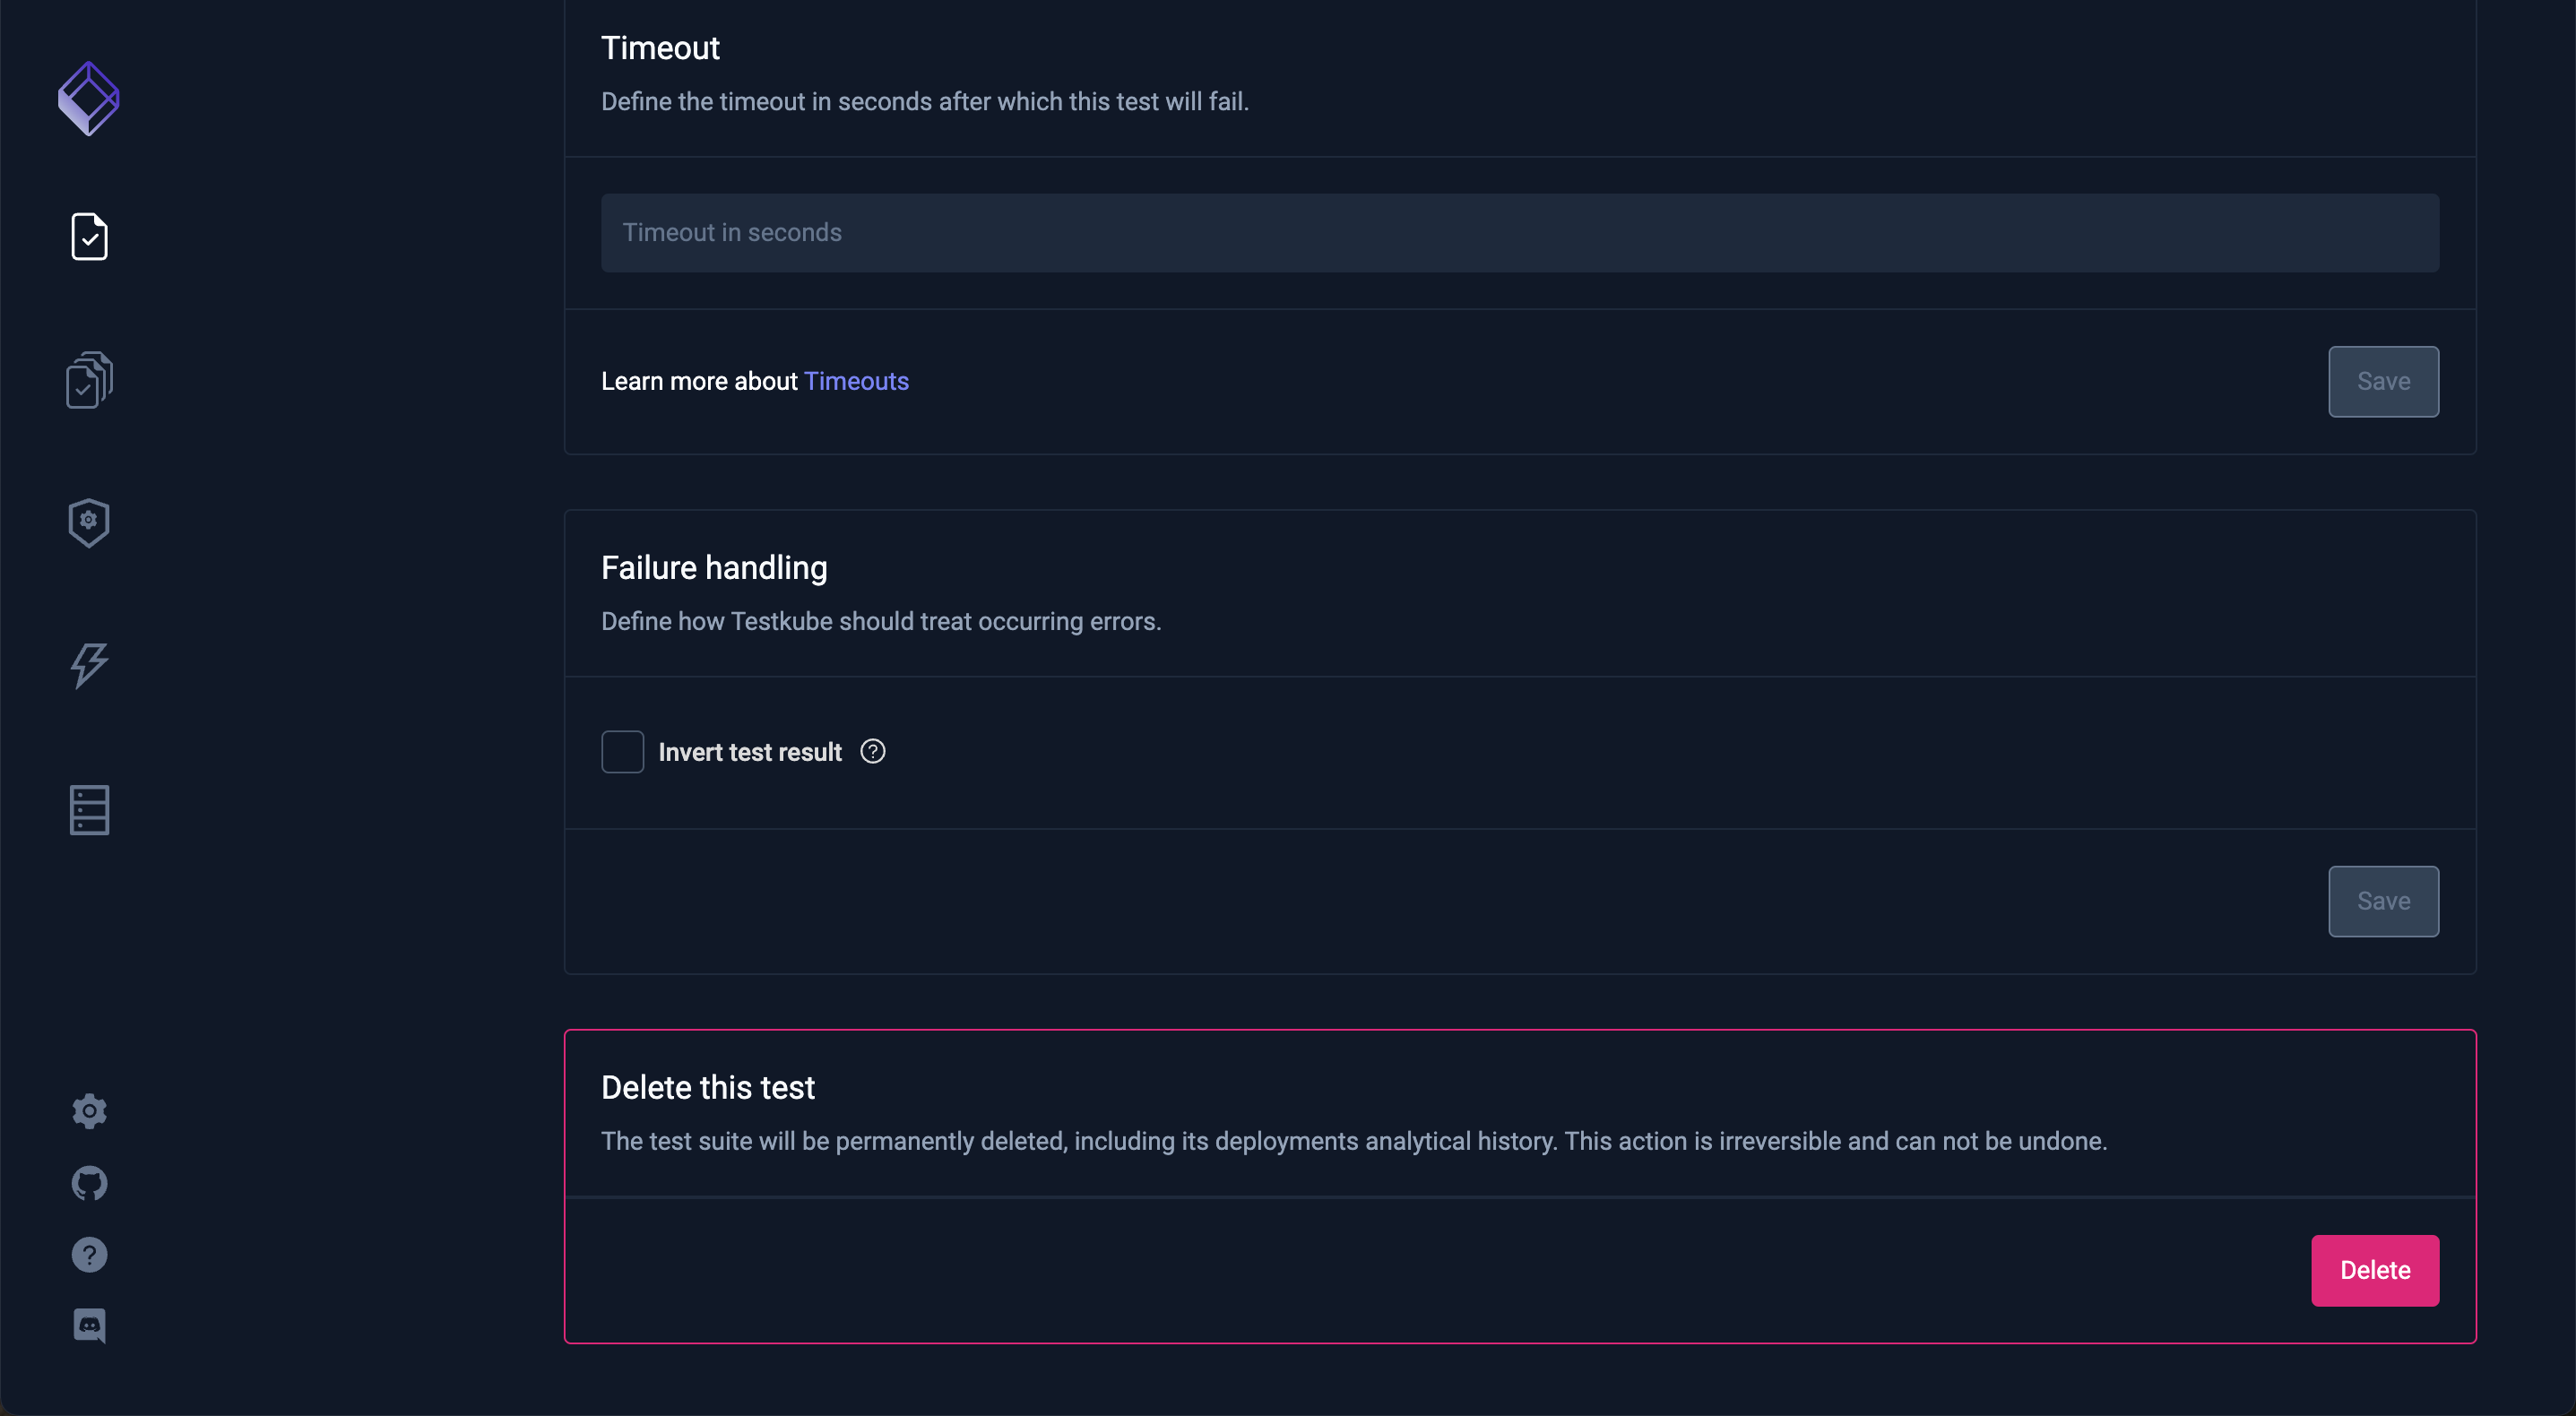 Timeout
Define the timeout in seconds after which this test will fail.
Timeout in seconds
Learn more about Timeouts
Save
Failure handling
Define how Testkube should treat occurring errors.
Invert test result
Save
Delete this test
The test suite will be permanently deleted, including its deployments analytical history. This action is irreversible and can not be undone.
Delete